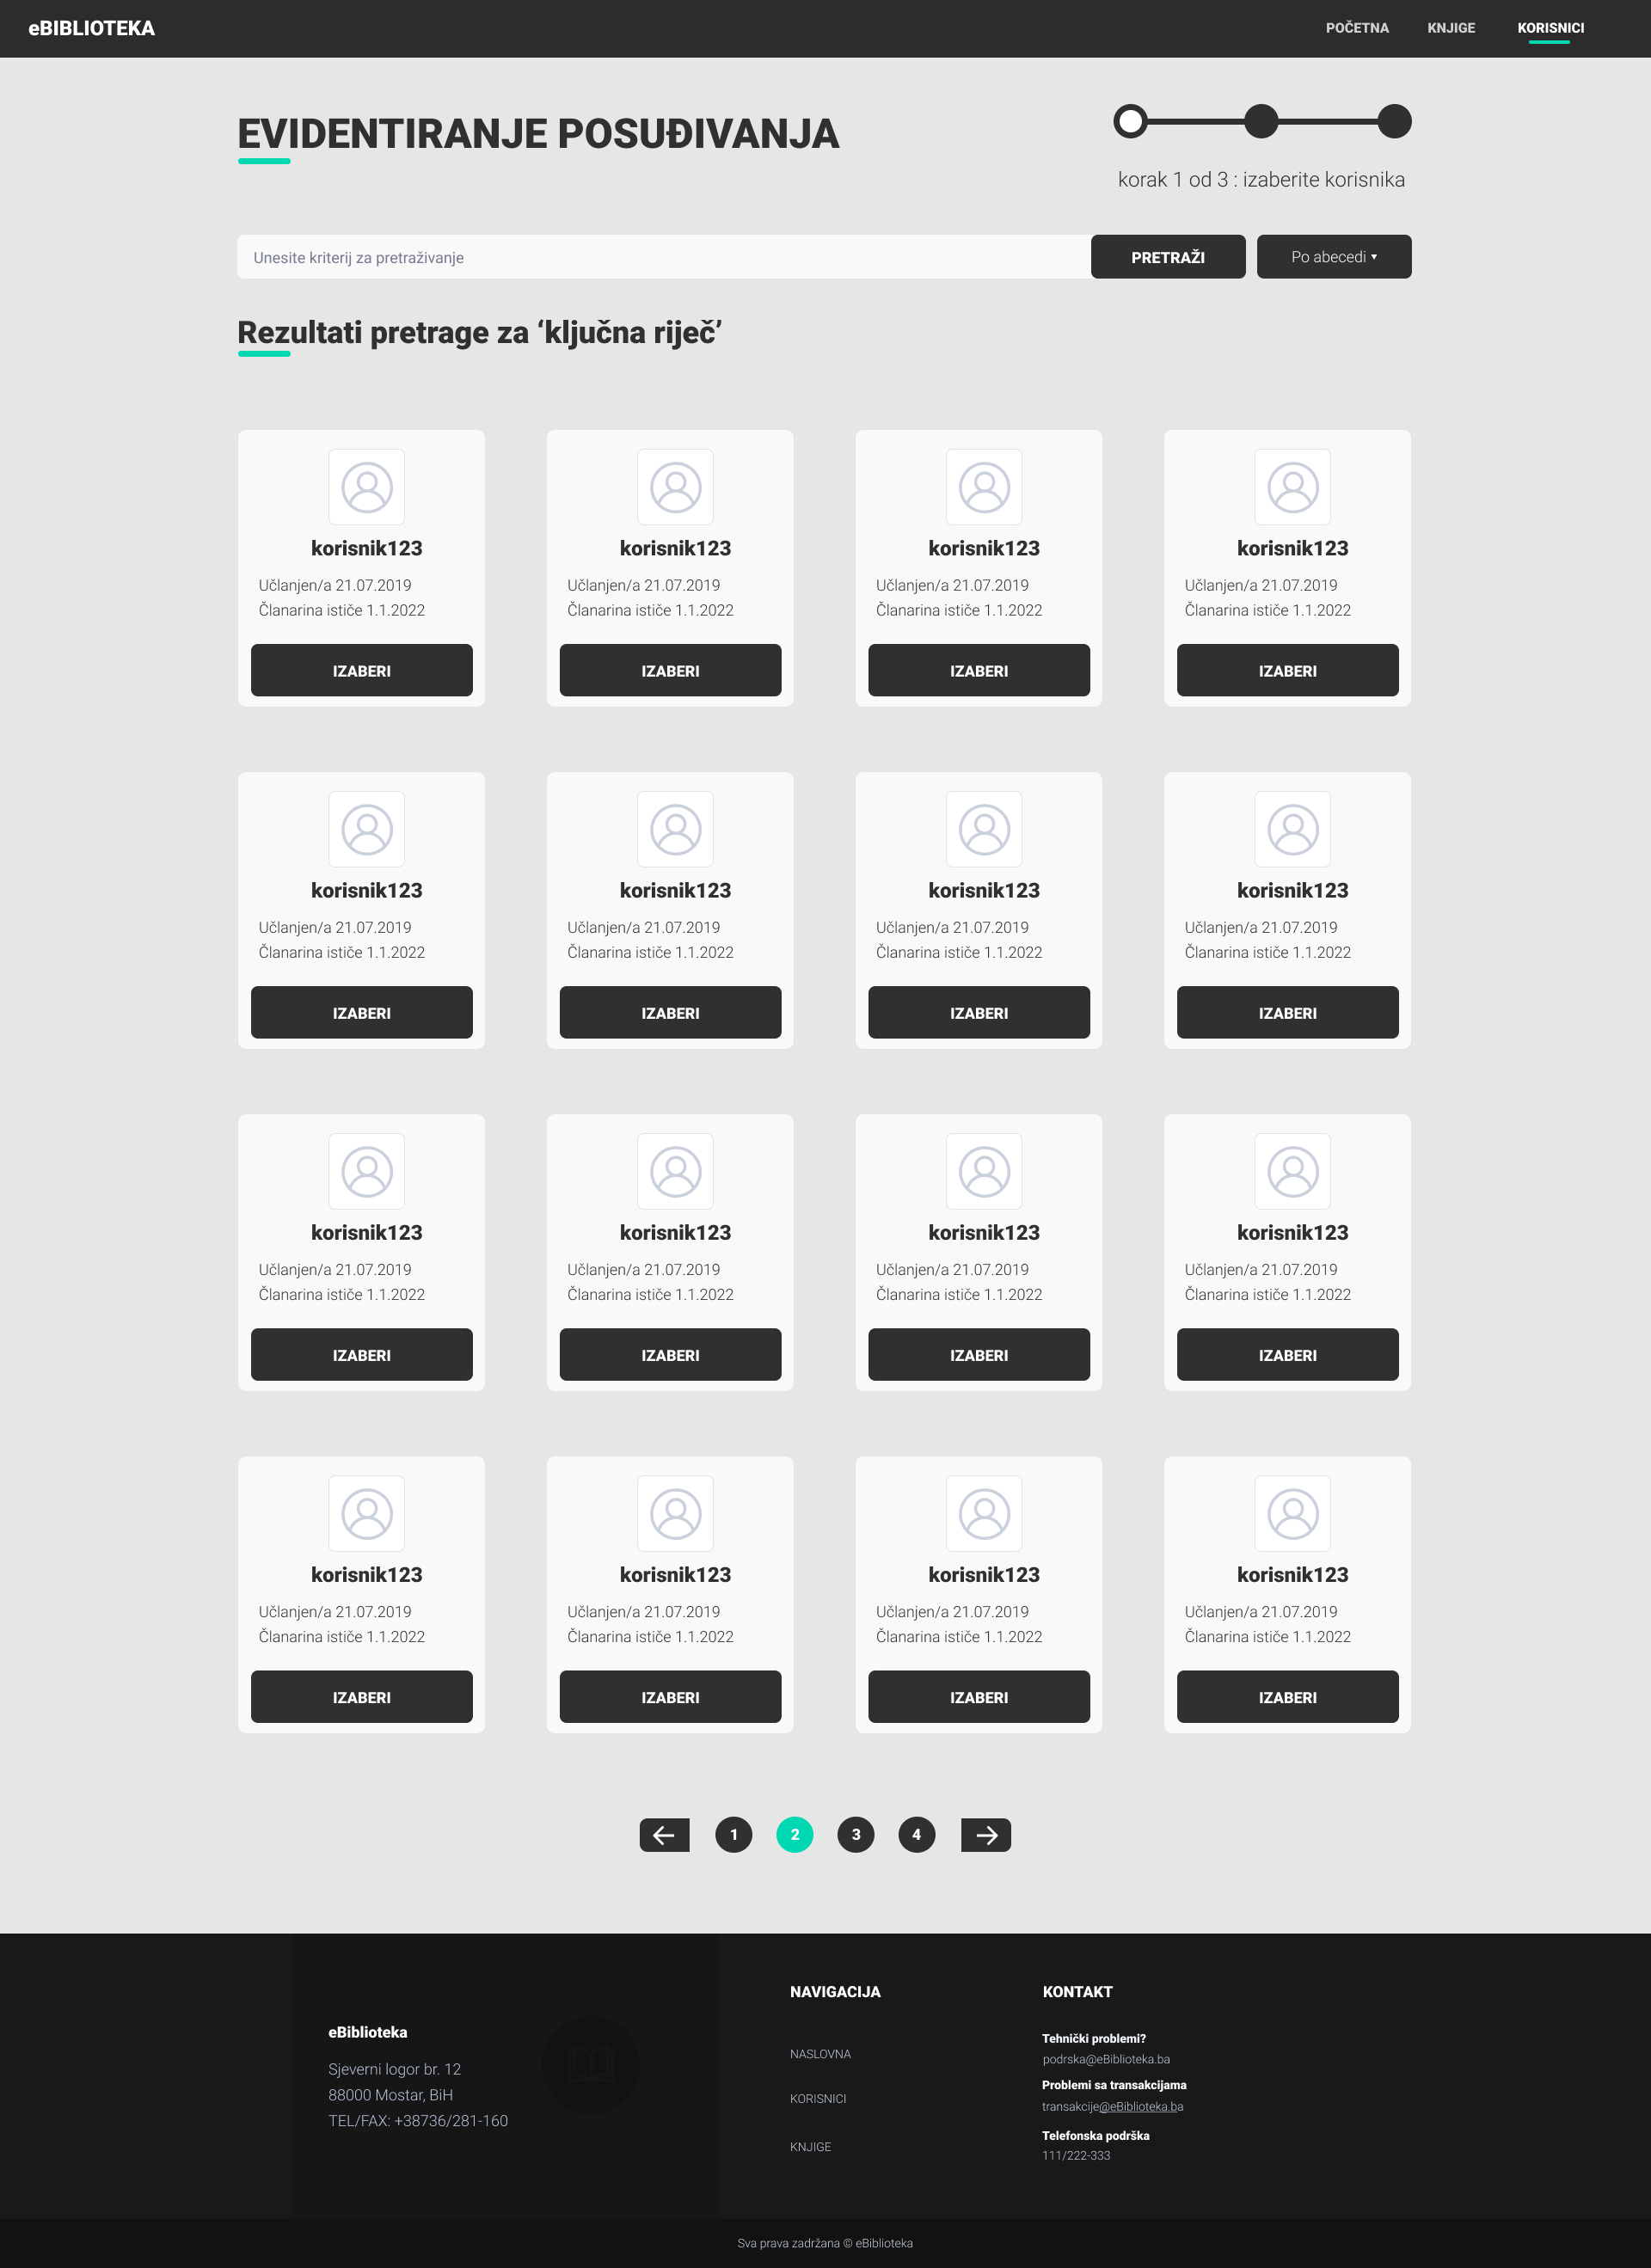 eBIBLIOTEKA
POČETNA KNJIGE KORISNICI
EVIDENTIRANJE POSUĐIVANJA
korak 1 od 3 : izaberite korisnika
Unesite kriterij za pretraživanje PRETRAŽI Po abecedi ▾
Rezultati pretrage za ‘ključna riječ’
korisnik123 korisnik123 korisnik123 korisnik123
Učlanjen/a 21.07.2019 Učlanjen/a 21.07.2019 Učlanjen/a 21.07.2019 Učlanjen/a 21.07.2019
Članarina ističe 1.1.2022 Članarina ističe 1.1.2022 Članarina ističe 1.1.2022 Članarina ističe 1.1.2022
IZABERI IZABERI IZABERI IZABERI
korisnik123 korisnik123 korisnik123 korisnik123
Učlanjen/a 21.07.2019 Učlanjen/a 21.07.2019 Učlanjen/a 21.07.2019 Učlanjen/a 21.07.2019
Članarina ističe 1.1.2022 Članarina ističe 1.1.2022 Članarina ističe 1.1.2022 Članarina ističe 1.1.2022
IZABERI IZABERI IZABERI IZABERI
korisnik123 korisnik123 korisnik123 korisnik123
Učlanjen/a 21.07.2019 Učlanjen/a 21.07.2019 Učlanjen/a 21.07.2019 Učlanjen/a 21.07.2019
Članarina ističe 1.1.2022 Članarina ističe 1.1.2022 Članarina ističe 1.1.2022 Članarina ističe 1.1.2022
IZABERI IZABERI IZABERI IZABERI
korisnik123 korisnik123 korisnik123 korisnik123
Učlanjen/a 21.07.2019 Učlanjen/a 21.07.2019 Učlanjen/a 21.07.2019 Učlanjen/a 21.07.2019
Članarina ističe 1.1.2022 Članarina ističe 1.1.2022 Članarina ističe 1.1.2022 Članarina ističe 1.1.2022
IZABERI IZABERI IZABERI IZABERI
1 2 3 4
eBiblioteka
Sjeverni logor br. 12
88000 Mostar, BiH
TEL/FAX: +38736/281-160
NAVIGACIJA
NASLOVNA
KORISNICI
KNJIGE
KONTAKT
Tehnički problemi?
podrska@eBiblioteka.ba
Problemi sa transakcijama
transakcije@eBiblioteka.ba
Telefonska podrška
111/222-333
Sva prava zadržana © eBiblioteka